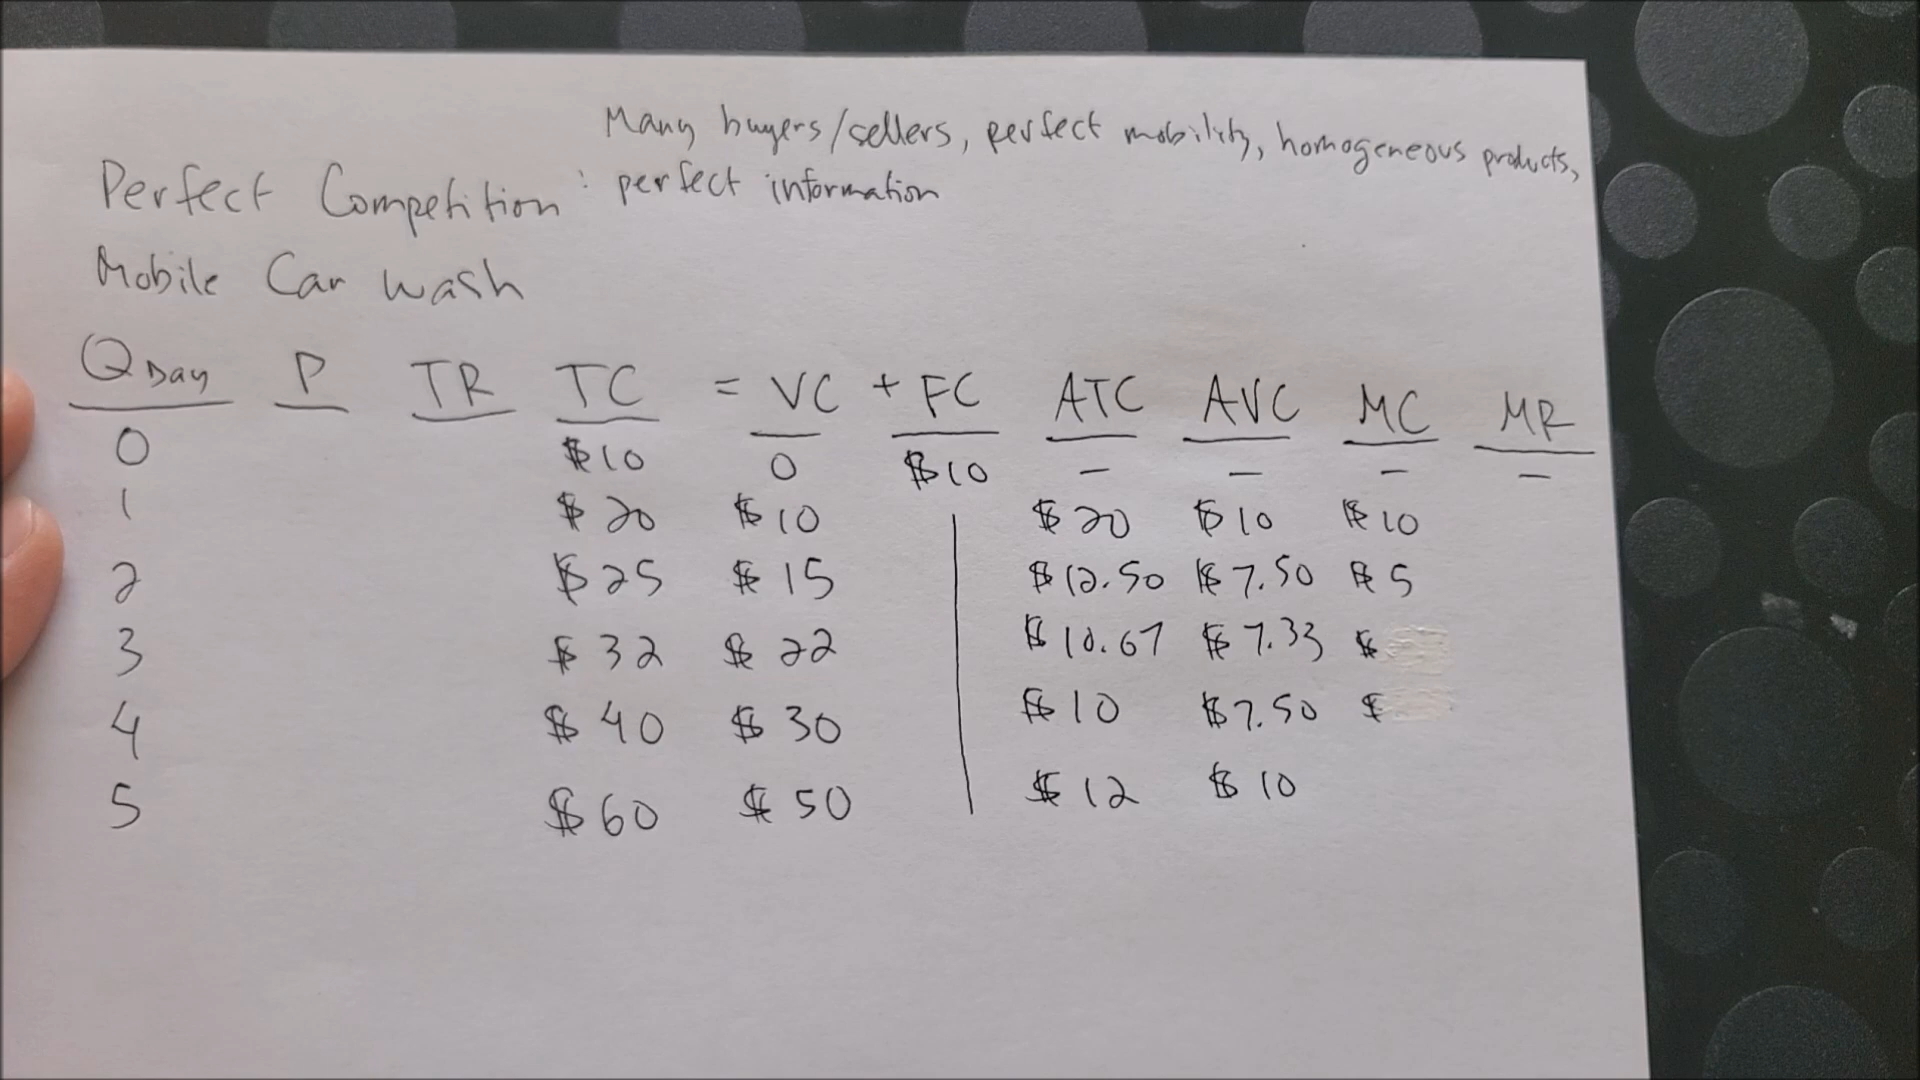 Many buyers/sellers, perfect mobility, homogeneous products,
Perfect Competition : perfect information
Mobile Car Wash
Q Day P TR TC = VC + FC ATC AVC MC MR
0 $10 0 $10 – – – –
1 $20 $10 $20 $10 $10
2 $25 $15 $12.50 $7.50 $5
3 $32 $22 $10.67 $7.33 $
4 $40 $30 $10 $7.50 $
5 $60 $50 $12 $10